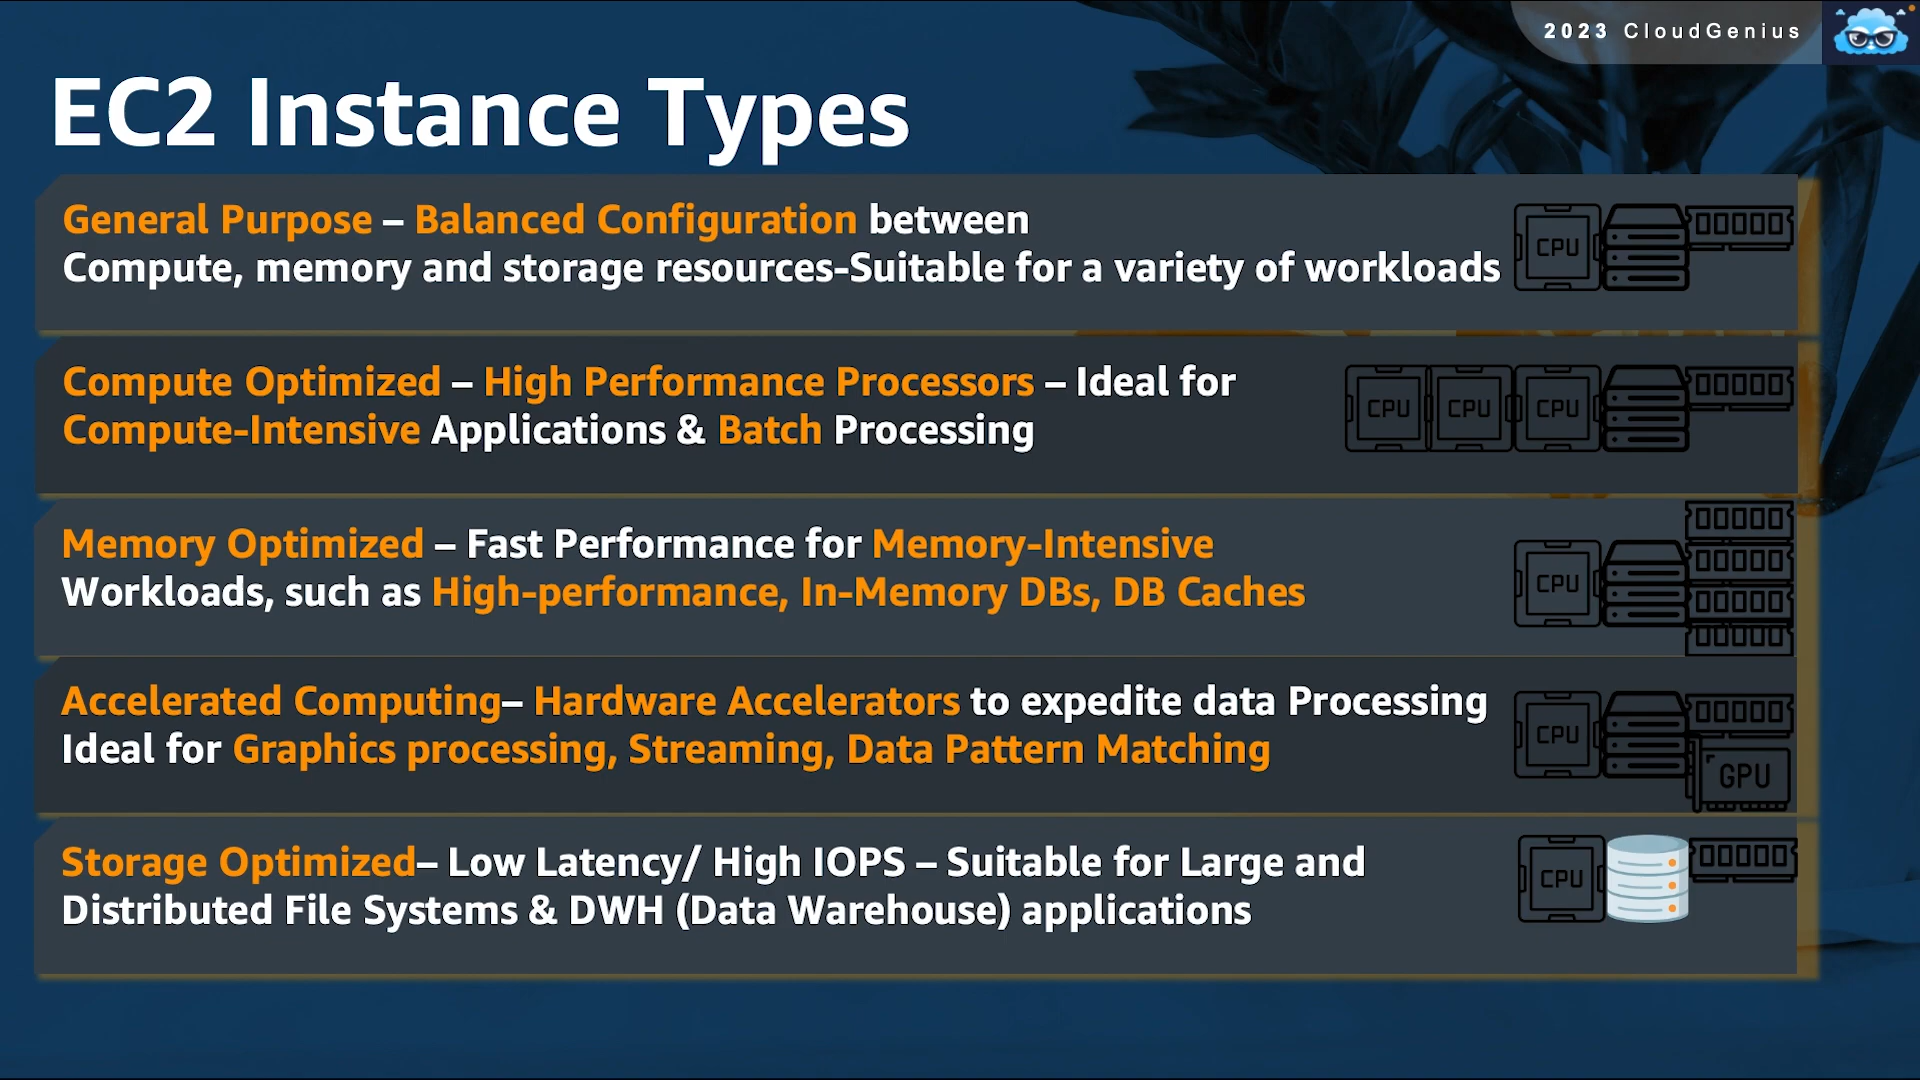 2023 CloudGenius
EC2 Instance Types
General Purpose – Balanced Configuration between
Compute, memory and storage resources-Suitable for a variety of workloads
CPU
Compute Optimized – High Performance Processors – Ideal for
Compute-Intensive Applications & Batch Processing
CPU CPU CPU
Memory Optimized – Fast Performance for Memory-Intensive
Workloads, such as High-performance, In-Memory DBs, DB Caches
CPU
Accelerated Computing– Hardware Accelerators to expedite data Processing
Ideal for Graphics processing, Streaming, Data Pattern Matching
CPU
GPU
Storage Optimized– Low Latency/ High IOPS – Suitable for Large and
Distributed File Systems & DWH (Data Warehouse) applications
CPU